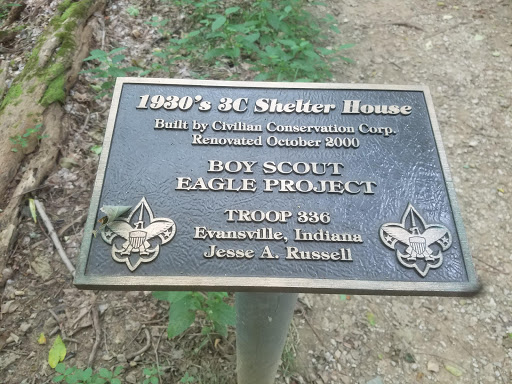 1930's 3C Shelter House
Built by Civilian Conservation Corp.
Renovated October 2000
BOY SCOUT
EAGLE PROJECT
TROOP 336
Evansville, Indiana
Jesse A. Russell